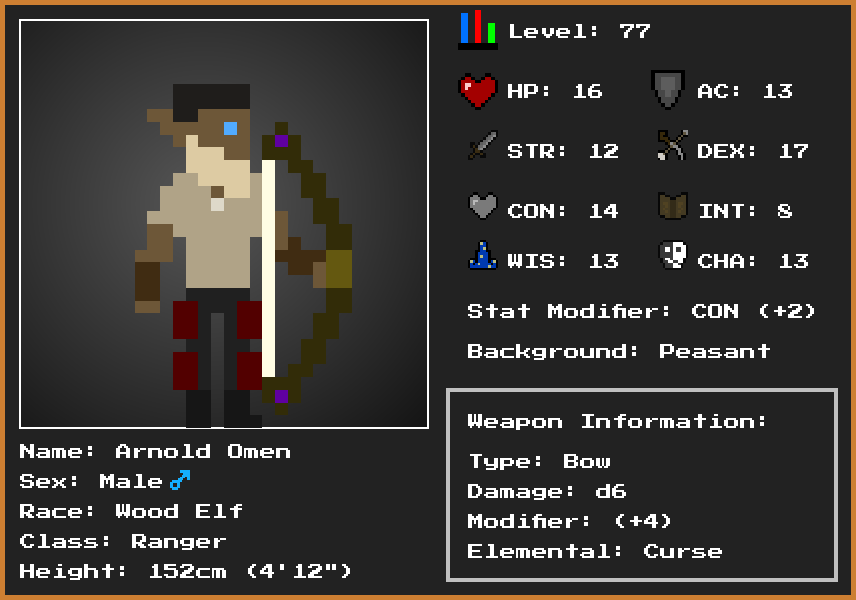 Level: 77
HP: 16
AC: 13
STR: 12
DEX: 17
CON: 14
INT: 8
WIS: 13
CHA: 13
Stat Modifier: CON (+2)
Background: Peasant
Weapon Information:
Type: Bow
Damage: d6
Modifier: (+4)
Elemental: Curse
Name: Arnold Omen
Sex: Male ♂
Race: Wood Elf
Class: Ranger
Height: 152cm (4'12")